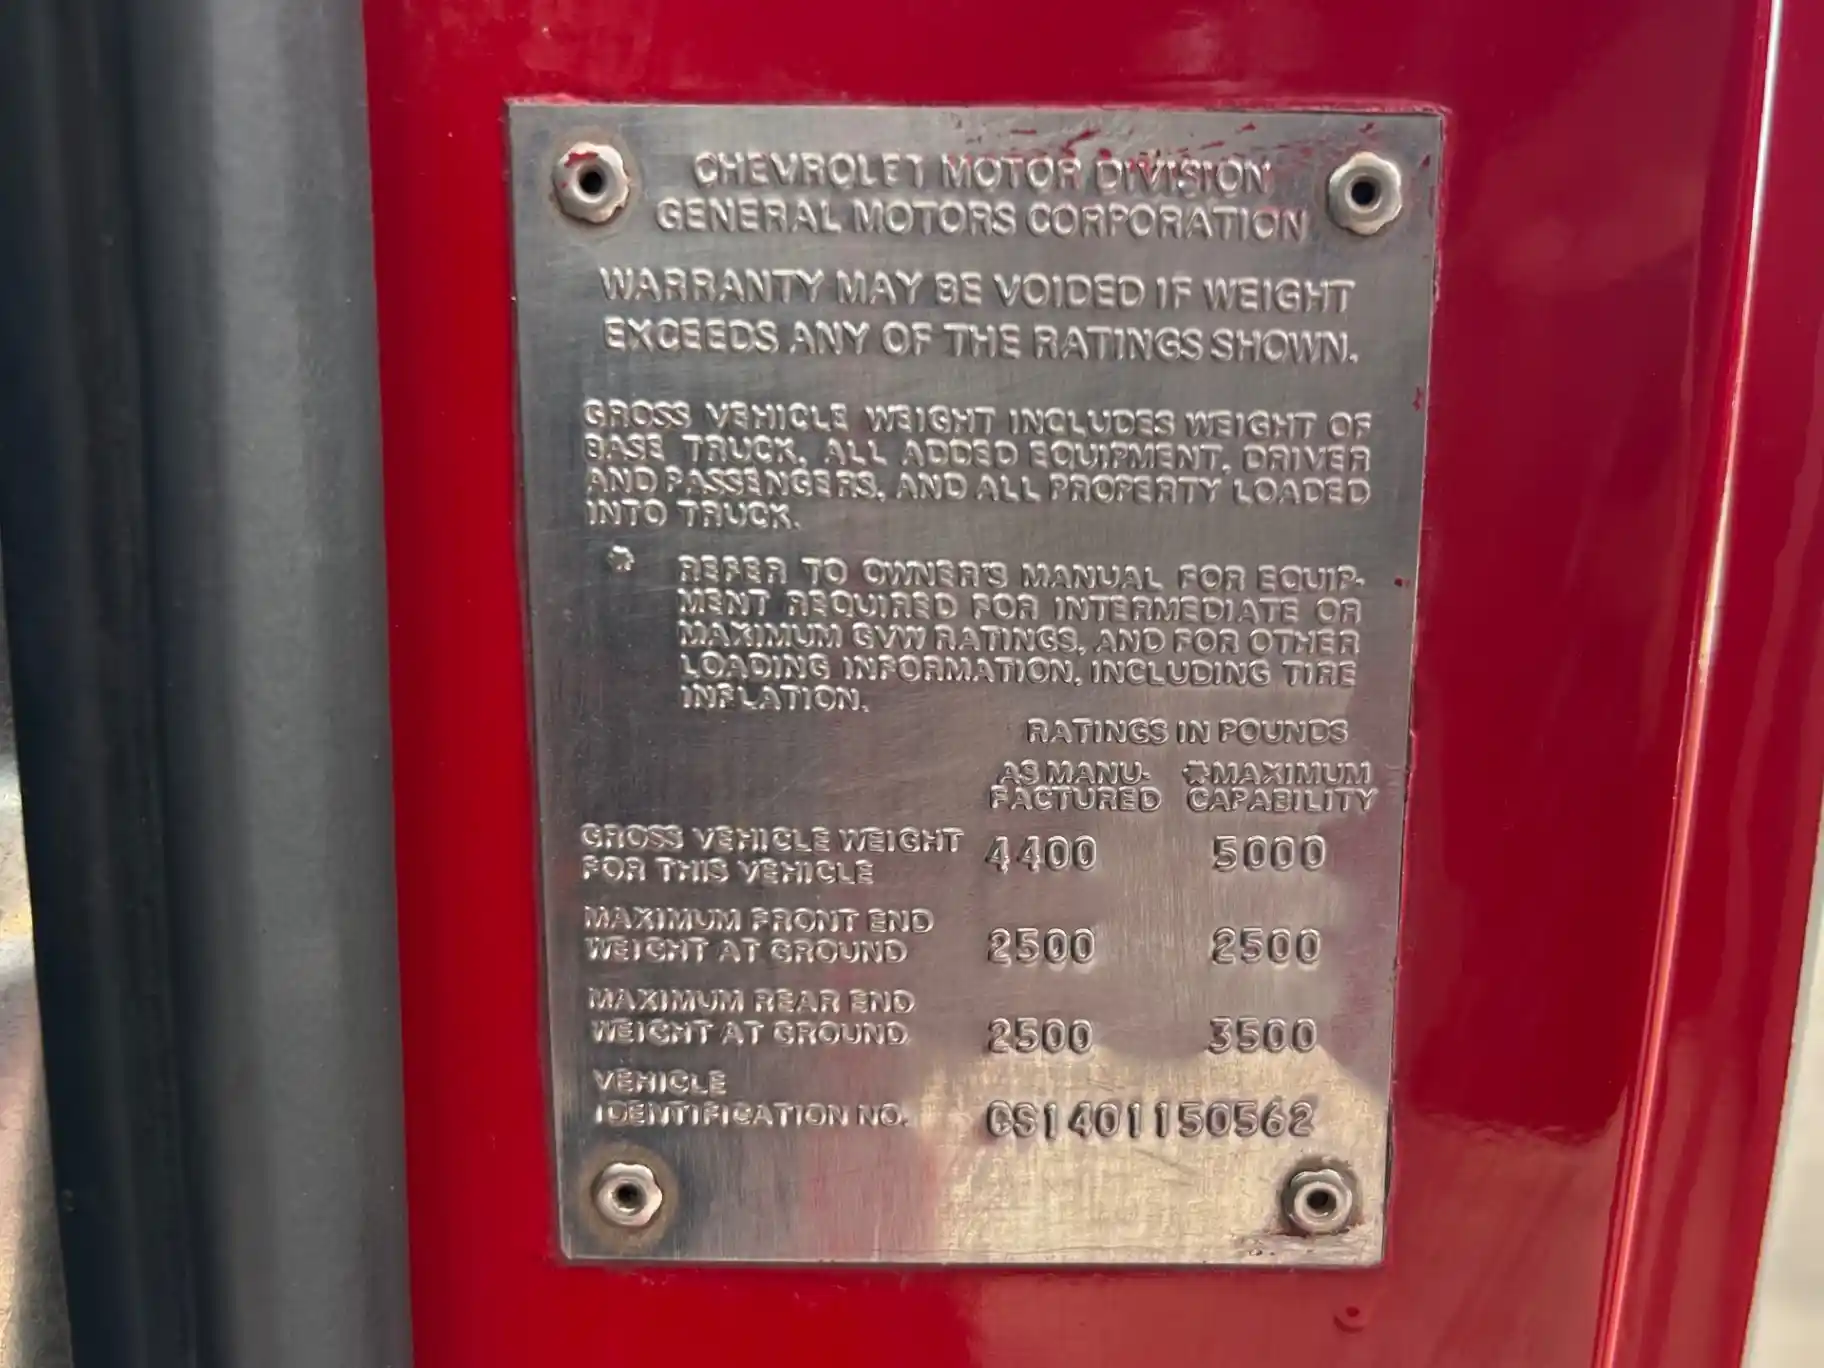 CHEVROLET MOTOR DIVISION
GENERAL MOTORS CORPORATION
WARRANTY MAY BE VOIDED IF WEIGHT
EXCEEDS ANY OF THE RATINGS SHOWN.
GROSS VEHICLE WEIGHT INCLUDES WEIGHT OF
BASE TRUCK, ALL ADDED EQUIPMENT, DRIVER
AND PASSENGERS, AND ALL PROPERTY LOADED
INTO TRUCK.
* REFER TO OWNER'S MANUAL FOR EQUIP-
MENT REQUIRED FOR INTERMEDIATE OR
MAXIMUM GVW RATINGS, AND FOR OTHER
LOADING INFORMATION, INCLUDING TIRE
INFLATION.
RATINGS IN POUNDS
AS MANU- *MAXIMUM
FACTURED CAPABILITY
GROSS VEHICLE WEIGHT
FOR THIS VEHICLE 4400 5000
MAXIMUM FRONT END
WEIGHT AT GROUND 2500 2500
MAXIMUM REAR END
WEIGHT AT GROUND 2500 3500
VEHICLE
IDENTIFICATION NO. CS1401150562